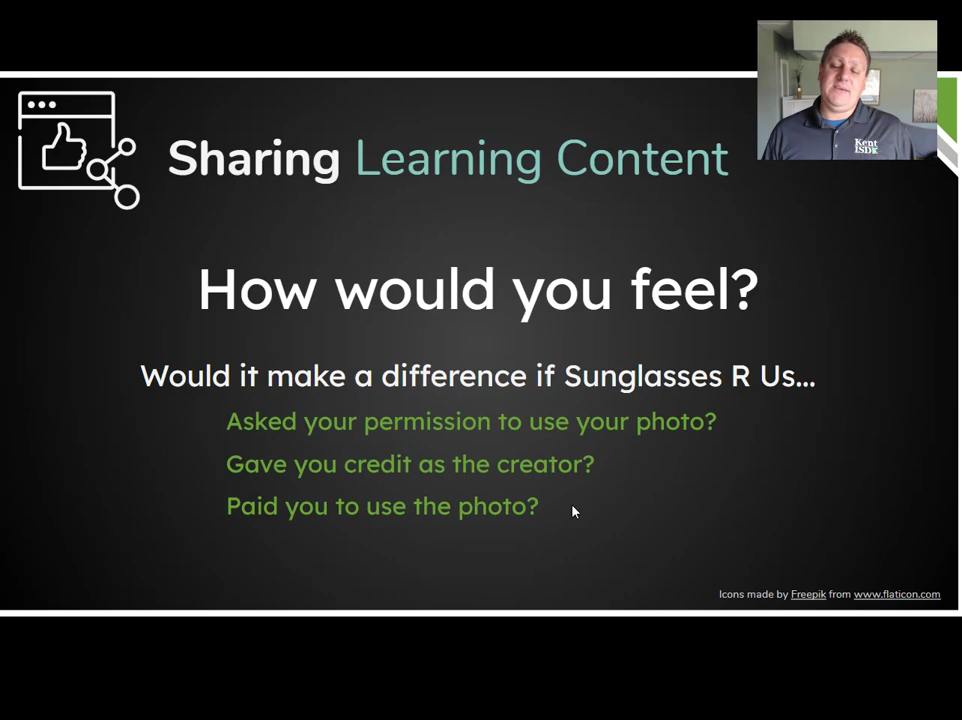 Kent
ISD
Sharing Learning Content
How would you feel?
Would it make a difference if Sunglasses R Us...
Asked your permission to use your photo?
Gave you credit as the creator?
Paid you to use the photo?
Icons made by Freepik from www.flaticon.com